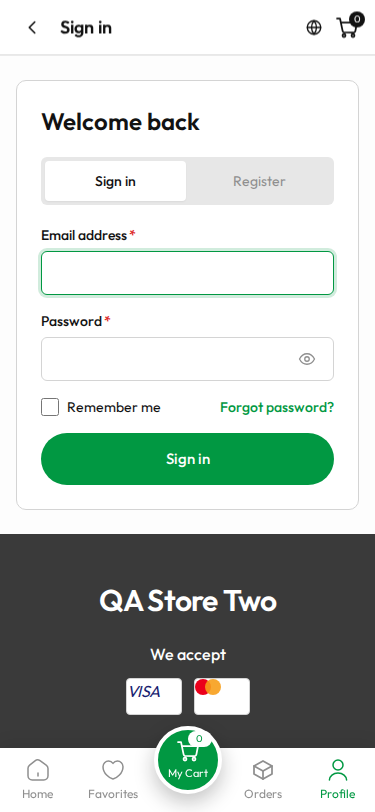 Sign in
0
Welcome back
Sign in
Register
Email address *
Password *
Remember me
Forgot password?
Sign in
QA Store Two
We accept
VISA
0
My Cart
Home
Favorites
Orders
Profile